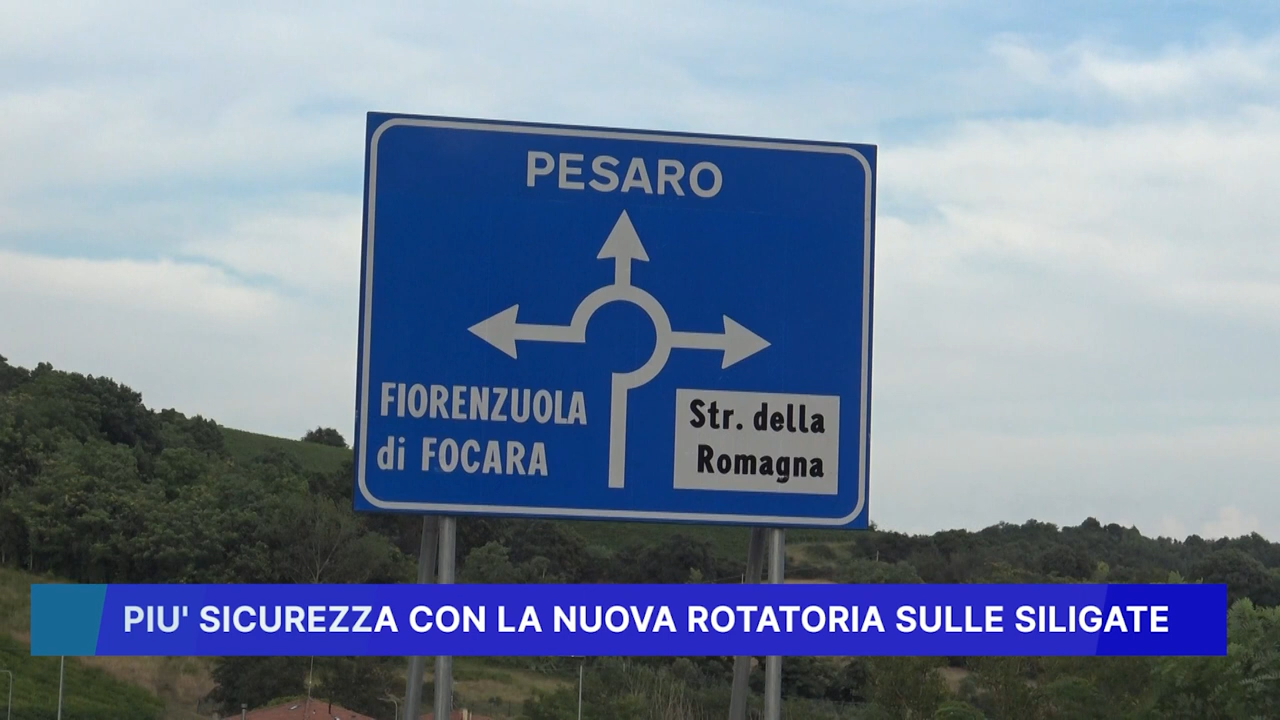 PESARO
FIORENZUOLA
di FOCARA
Str. della
Romagna
PIU' SICUREZZA CON LA NUOVA ROTATORIA SULLE SILIGATE